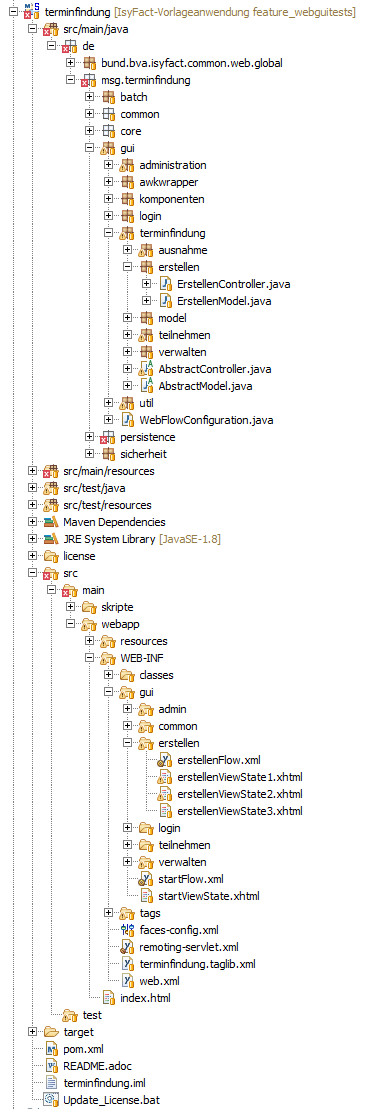 terminfindung [IsyFact-Vorlageanwendung feature_webguitests]
src/main/java
de
bund.bva.isyfact.common.web.global
msg.terminfindung
batch
common
core
gui
administration
awkwrapper
komponenten
login
terminfindung
ausnahme
erstellen
ErstellenController.java
ErstellenModel.java
model
teilnehmen
verwalten
AbstractController.java
AbstractModel.java
util
WebFlowConfiguration.java
persistence
sicherheit
src/main/resources
src/test/java
src/test/resources
Maven Dependencies
JRE System Library [JavaSE-1.8]
license
src
main
skripte
webapp
resources
WEB-INF
classes
gui
admin
common
erstellen
erstellenFlow.xml
erstellenViewState1.xhtml
erstellenViewState2.xhtml
erstellenViewState3.xhtml
login
teilnehmen
verwalten
startFlow.xml
startViewState.xhtml
tags
faces-config.xml
remoting-servlet.xml
terminfindung.taglib.xml
web.xml
index.html
test
target
pom.xml
README.adoc
terminfindung.iml
Update_License.bat